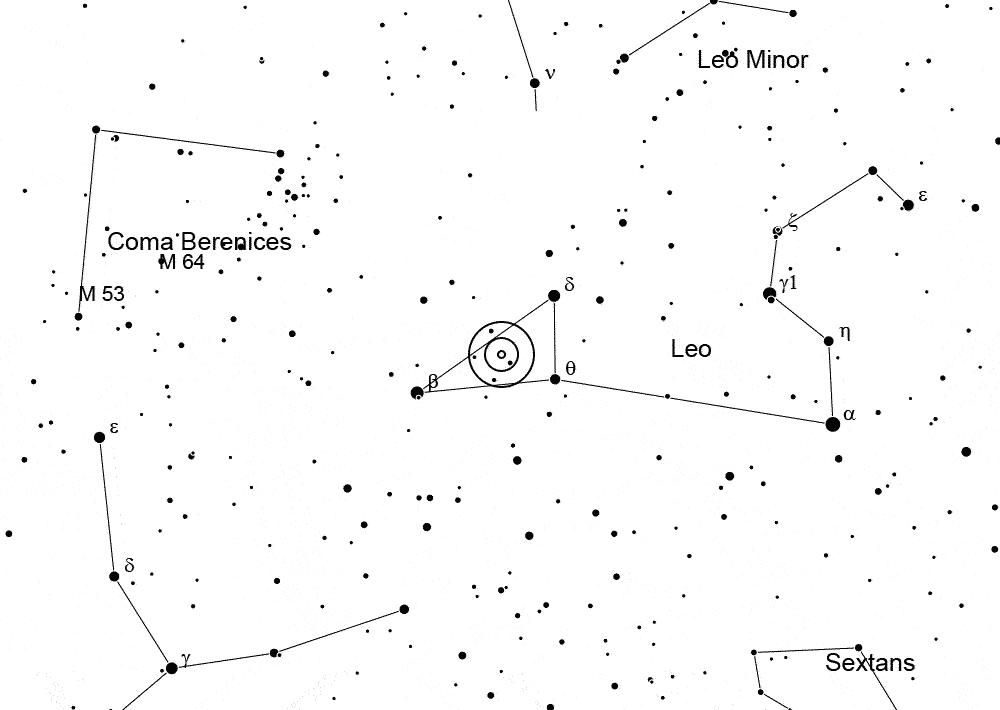 ν
Leo Minor
ε
ζ
Coma Berenices
M 64
γ1
δ
M 53
η
Leo
θ
β
α
ε
δ
γ
Sextans